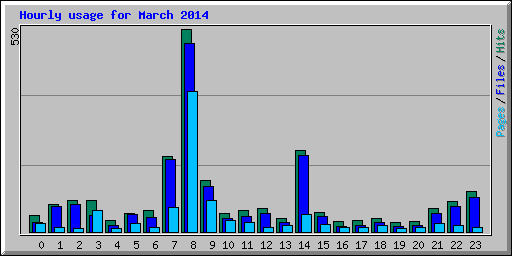 Hourly usage for March 2014
530
Pages / Files / Hits
0 1 2 3 4 5 6 7 8 9 10 11 12 13 14 15 16 17 18 19 20 21 22 23